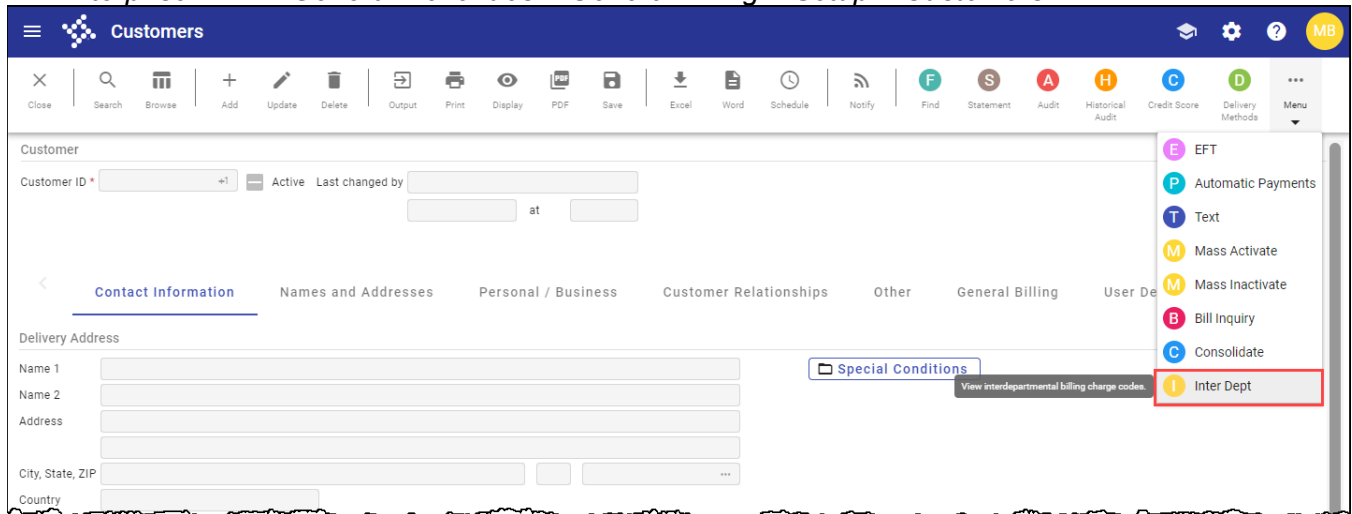 Customers
MB
Close Search Browse Add Update Delete Output Print Display PDF Save Excel Word Schedule Notify Find Statement Audit Historical Audit Credit Score Delivery Methods Menu
Customer
Customer ID * +1 Active Last changed by
at
E EFT
P Automatic Payments
T Text
M Mass Activate
M Mass Inactivate
B Bill Inquiry
C Consolidate
I Inter Dept
View interdepartmental billing charge codes.
Contact Information Names and Addresses Personal / Business Customer Relationships Other General Billing User De
Delivery Address
Name 1
Special Conditions
Name 2
Address
City, State, ZIP
Country